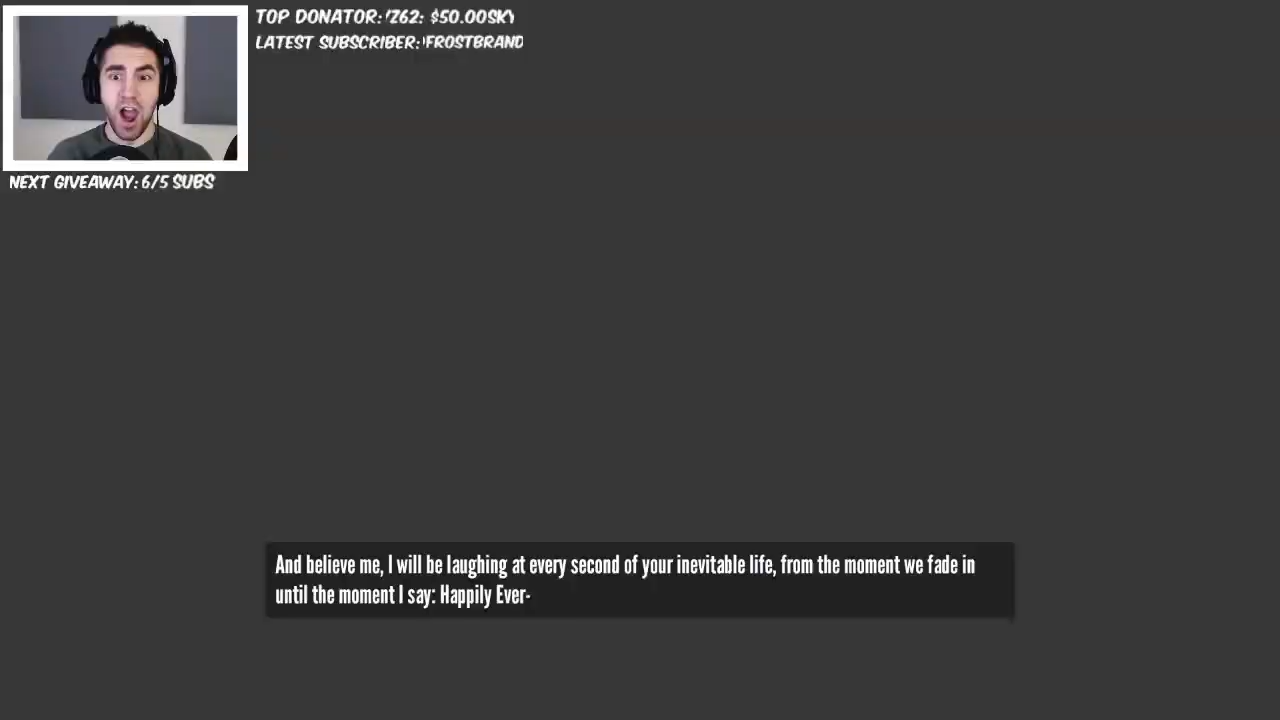 TOP DONATOR: Z62: $50.00SKY
LATEST SUBSCRIBER: FROSTBRAND
NEXT GIVEAWAY: 6/5 SUBS
And believe me, I will be laughing at every second of your inevitable life, from the moment we fade in
until the moment I say: Happily Ever-